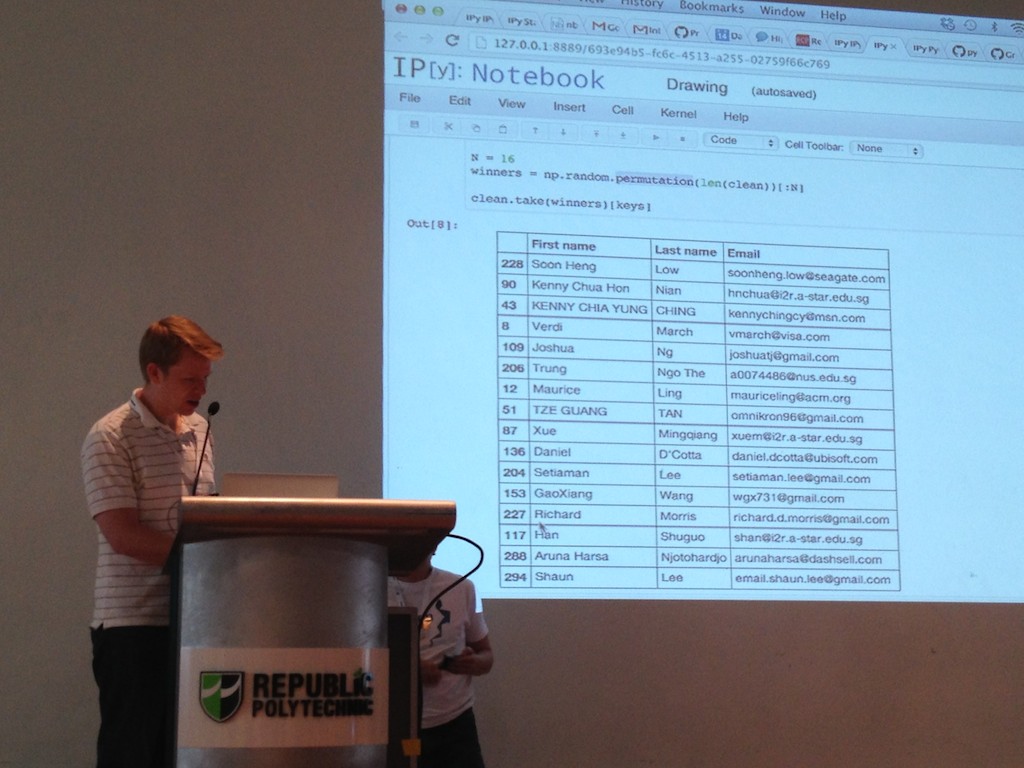 History Bookmarks Window Help
127.0.0.1:8889/693e94b5-fc6c-4513-a255-02759f66c769
IP[y]: Notebook Drawing (autosaved)
File Edit View Insert Cell Kernel Help
Code Cell Toolbar: None
N = 16
winners = np.random.permutation(len(clean))[:N]
clean.take(winners)[keys]
Out[8]:
First name Last name Email
228 Soon Heng Low soonheng.low@seagate.com
90 Kenny Chua Hon Nian hnchua@i2r.a-star.edu.sg
43 KENNY CHIA YUNG CHING kennychingcy@msn.com
8 Verdi March vmarch@visa.com
109 Joshua Ng joshuatj@gmail.com
206 Trung Ngo The a0074486@nus.edu.sg
12 Maurice Ling mauriceling@acm.org
51 TZE GUANG TAN omnikron96@gmail.com
87 Xue Mingqiang xuem@i2r.a-star.edu.sg
136 Daniel D'Cotta daniel.dcotta@ubisoft.com
204 Setiaman Lee setiaman.lee@gmail.com
153 GaoXiang Wang wgx731@gmail.com
227 Richard Morris richard.d.morris@gmail.com
117 Han Shuguo shan@i2r.a-star.edu.sg
288 Aruna Harsa Njotohardjo arunaharsa@dashsell.com
294 Shaun Lee email.shaun.lee@gmail.com
REPUBLIC
POLYTECHNIC